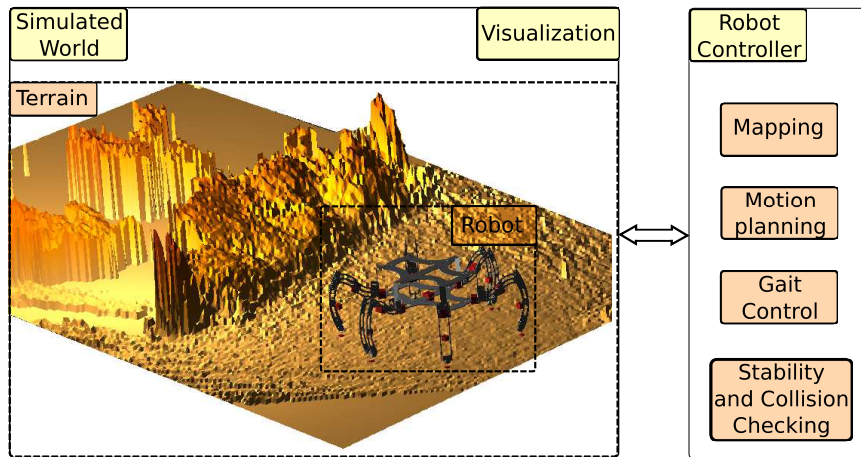 Simulated
World
Visualization
Terrain
Robot
Robot
Controller
Mapping
Motion
planning
Gait
Control
Stability
and Collision
Checking